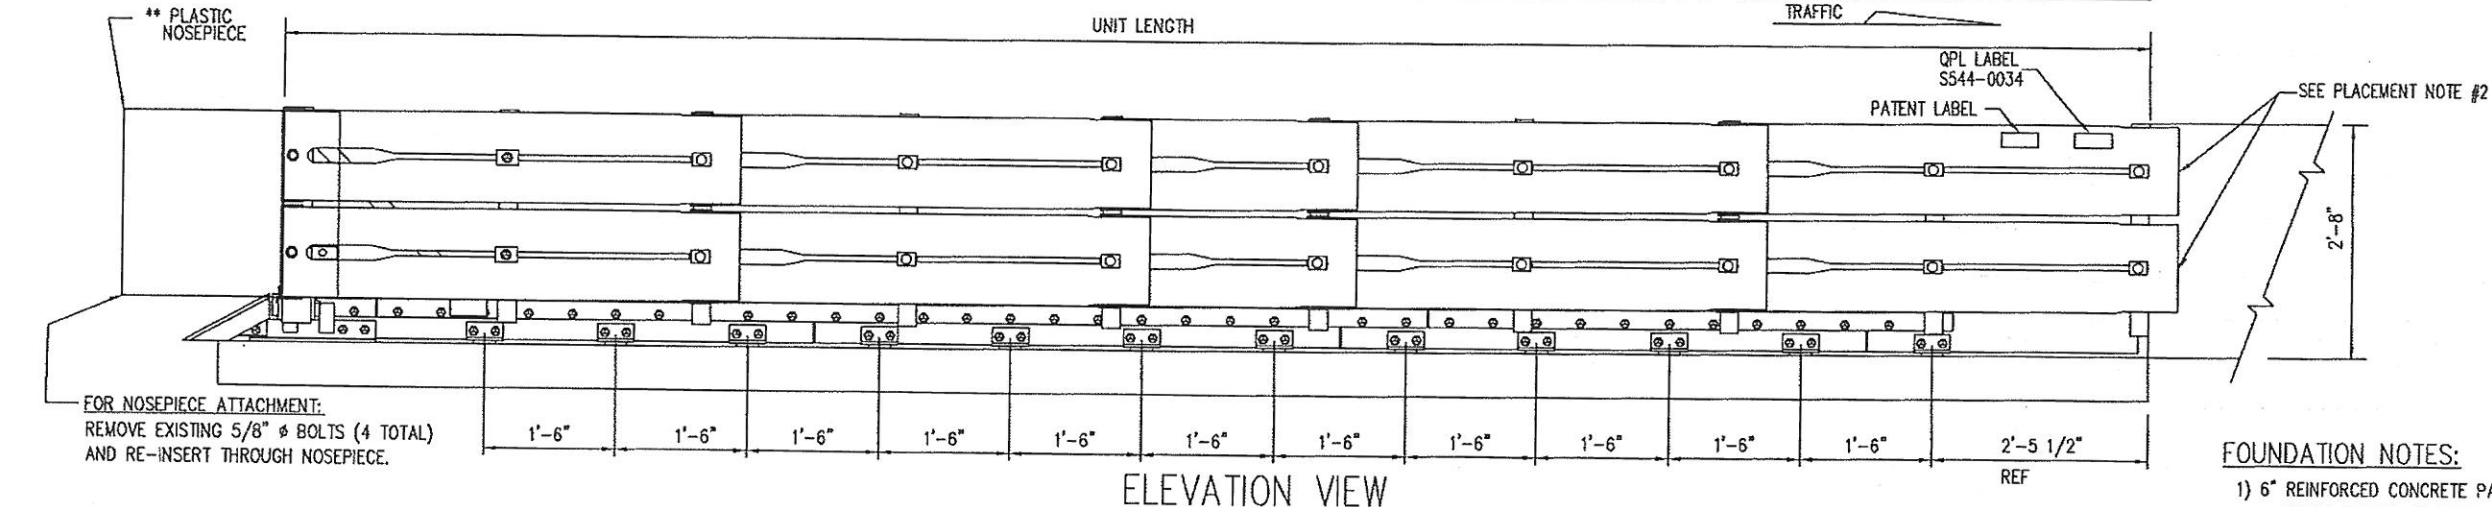 ** PLASTIC
NOSEPIECE
UNIT LENGTH
TRAFFIC
QPL LABEL
S544-0034
PATENT LABEL
SEE PLACEMENT NOTE #2
2'-8"
FOR NOSEPIECE ATTACHMENT:
REMOVE EXISTING 5/8" ø BOLTS (4 TOTAL)
AND RE-INSERT THROUGH NOSEPIECE.
1'-6"
1'-6"
1'-6"
1'-6"
1'-6"
1'-6"
1'-6"
1'-6"
1'-6"
1'-6"
1'-6"
2'-5 1/2"
REF
ELEVATION VIEW
FOUNDATION NOTES:
1) 6" REINFORCED CONCRETE